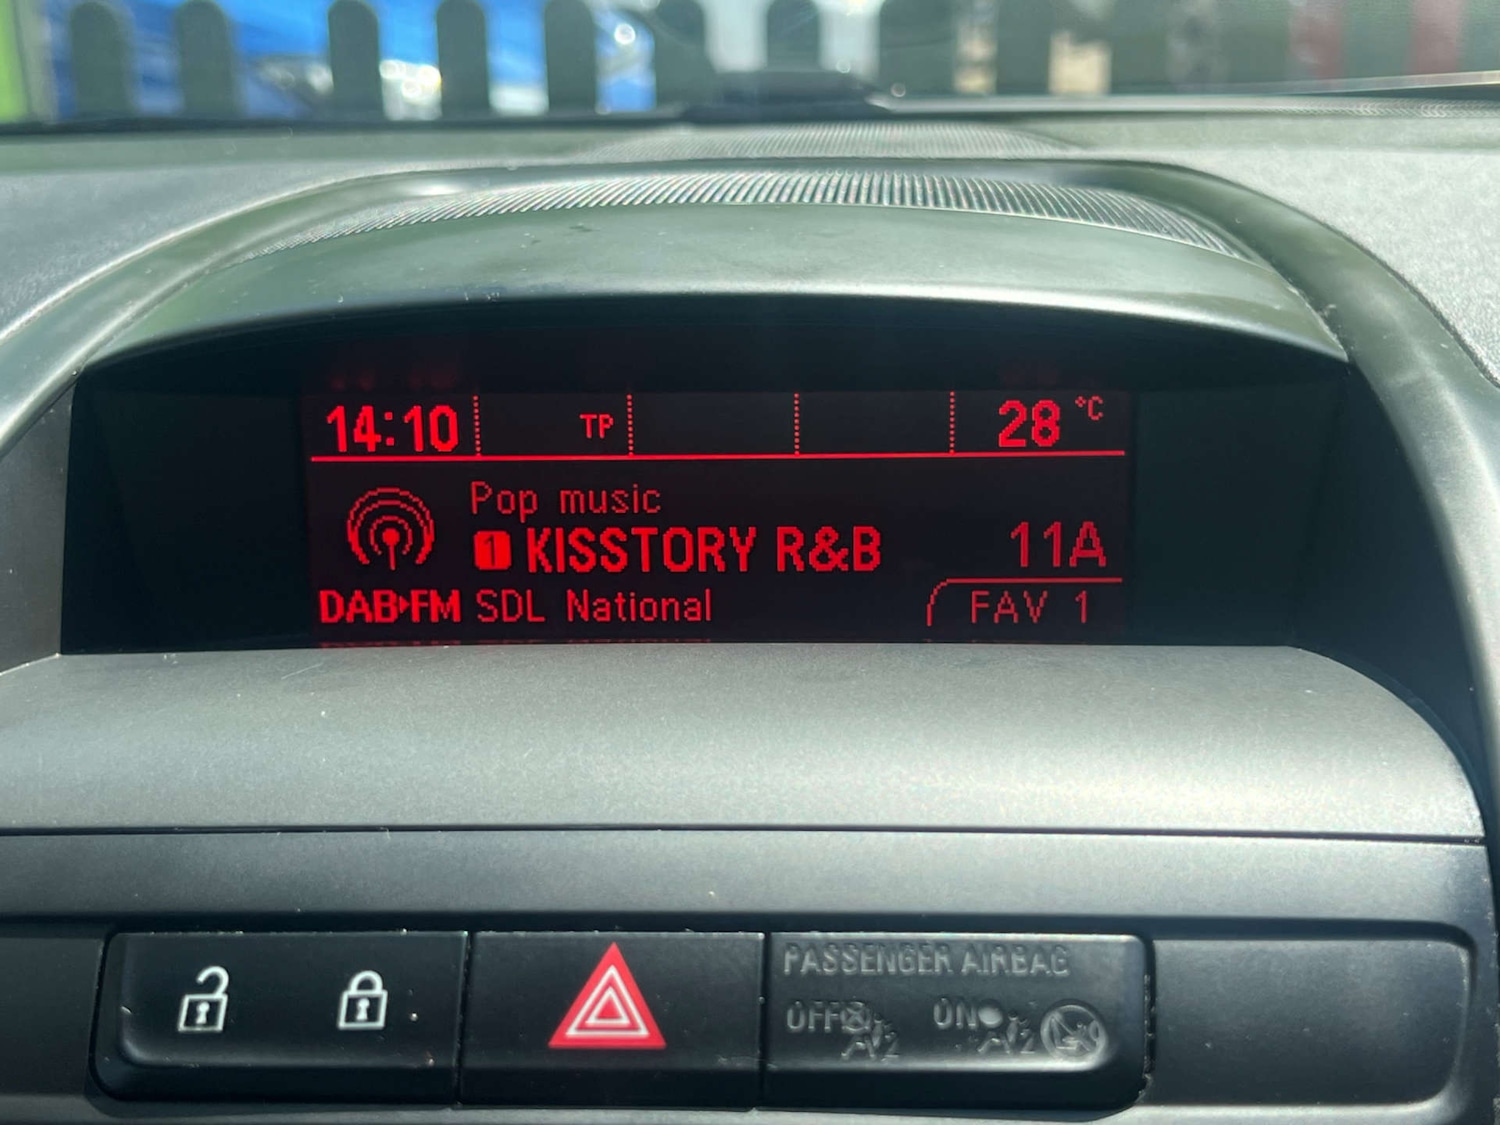 14:10 TP 28 °C
Pop music
1 KISSTORY R&B 11A
DAB▸FM SDL National FAV 1
PASSENGER AIRBAG
OFF ON